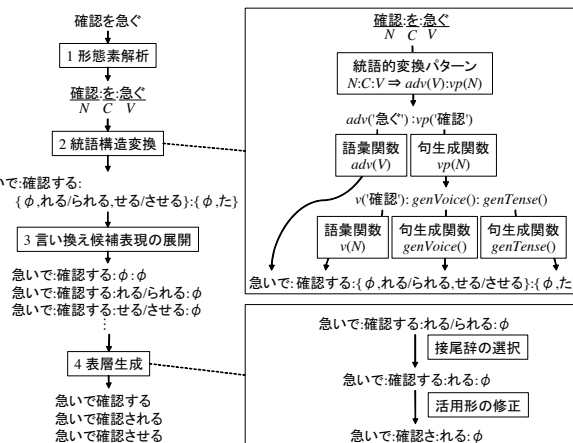 確認を急ぐ
1 形態素解析
確認:を:急ぐ
N C V
2 統語構造変換
いで:確認する:
{φ,れる/られる,せる/させる}:{φ,た}
3 言い換え候補表現の展開
急いで:確認する:φ:φ
急いで:確認する:れる/られる:φ
急いで:確認する:せる/させる:φ
⋮
4 表層生成
急いで確認する
急いで確認される
急いで確認させる
確認:を:急ぐ
N C V
統語的変換パターン
N:C:V ⇒ adv(V):vp(N)
adv('急ぐ'):vp('確認')
語彙関数
adv(V)
句生成関数
vp(N)
v('確認'): genVoice(): genTense()
語彙関数
v(N)
句生成関数
genVoice()
句生成関数
genTense()
急いで: 確認する:{φ,れる/られる,せる/させる}:{φ,た
急いで:確認する:れる/られる:φ
接尾辞の選択
急いで:確認する:れる:φ
活用形の修正
急いで:確認さ:れる:φ